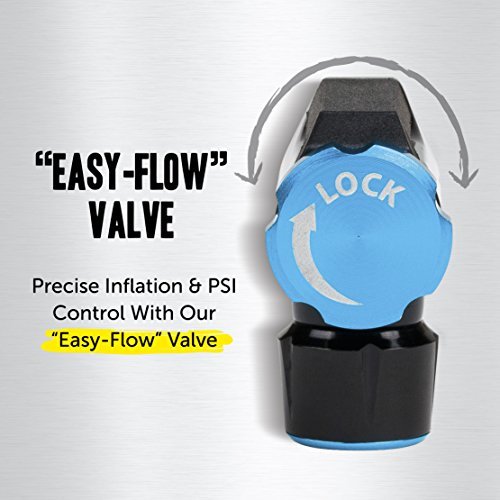 “EASY-FLOW”
VALVE
Precise Inflation & PSI
Control With Our
“Easy-Flow” Valve
LOCK